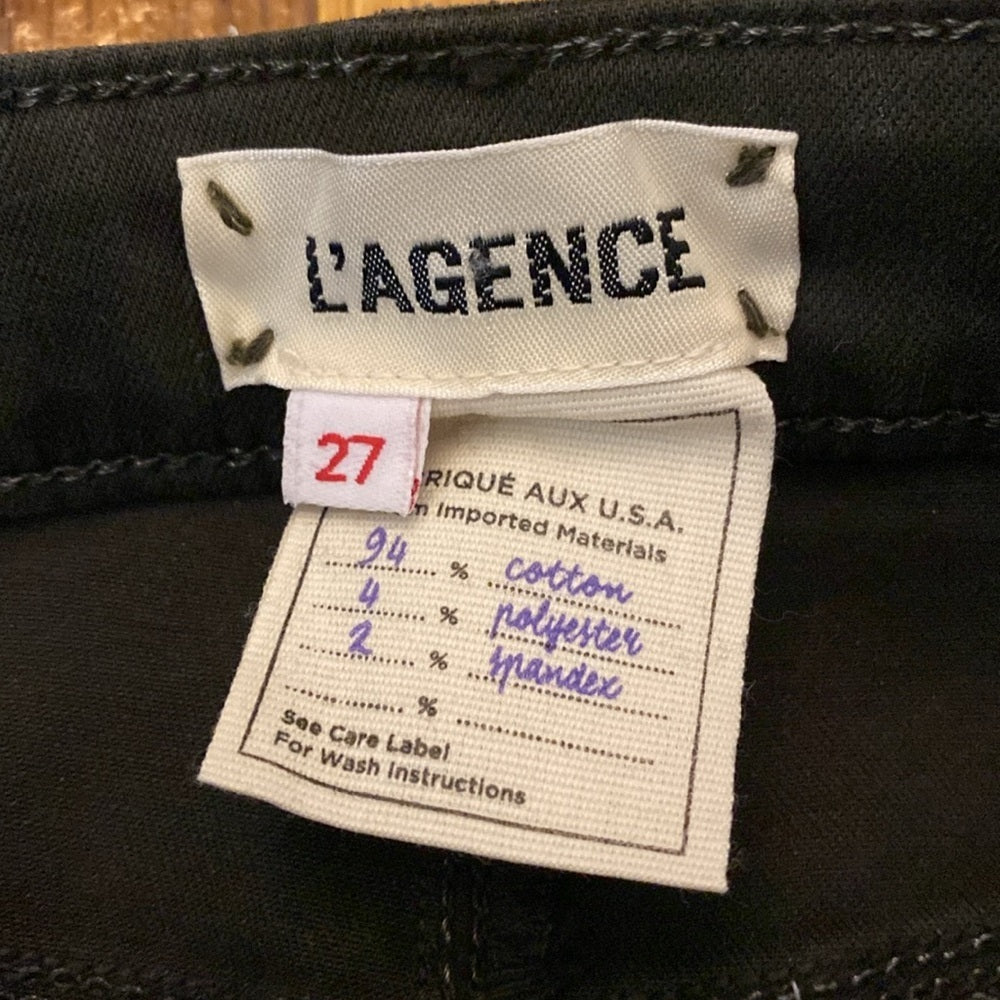 L'AGENCE
27
RIQUÉ AUX U.S.A.
m Imported Materials
94 % cotton
4 % polyester
2 % spandex
%
See Care Label
For Wash Instructions